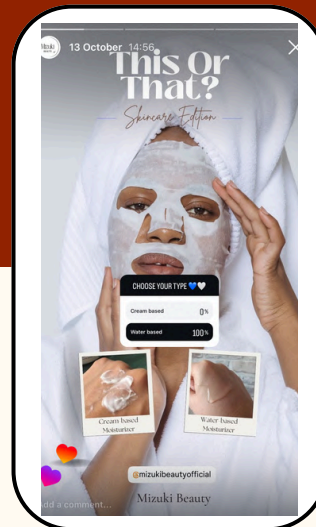 Mizuki
13 October 14:56
This Or
That?
Skincare Edition
CHOOSE YOUR TYPE 💙🤍
Cream based 0%
Water based 100%
Cream based
Moisturizer
Water based
Moisturizer
@mizukibeautyofficial
Add a comment...
Mizuki Beauty